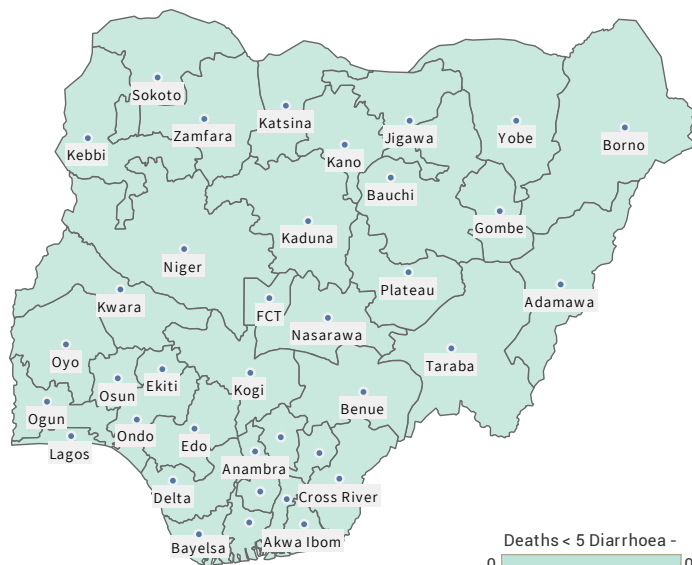 Sokoto
Katsina
Zamfara
Jigawa
Yobe
Borno
Kebbi
Kano
Bauchi
Gombe
Kaduna
Niger
Plateau
Adamawa
Kwara
FCT
Nasarawa
Oyo
Taraba
Ekiti
Kogi
Osun
Benue
Ogun
Ondo
Edo
Lagos
Anambra
Delta
Cross River
Bayelsa
Akwa Ibom
Deaths < 5 Diarrhoea -
0 0